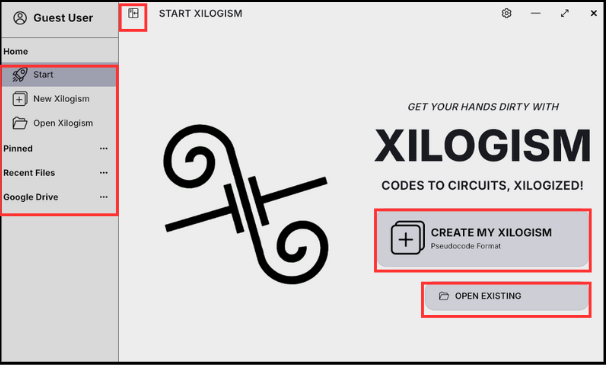 Guest User
START XILOGISM
Home
Start
New Xilogism
Open Xilogism
Pinned
Recent Files
Google Drive
GET YOUR HANDS DIRTY WITH
XILOGISM
CODES TO CIRCUITS, XILOGIZED!
CREATE MY XILOGISM
Pseudocode Format
OPEN EXISTING